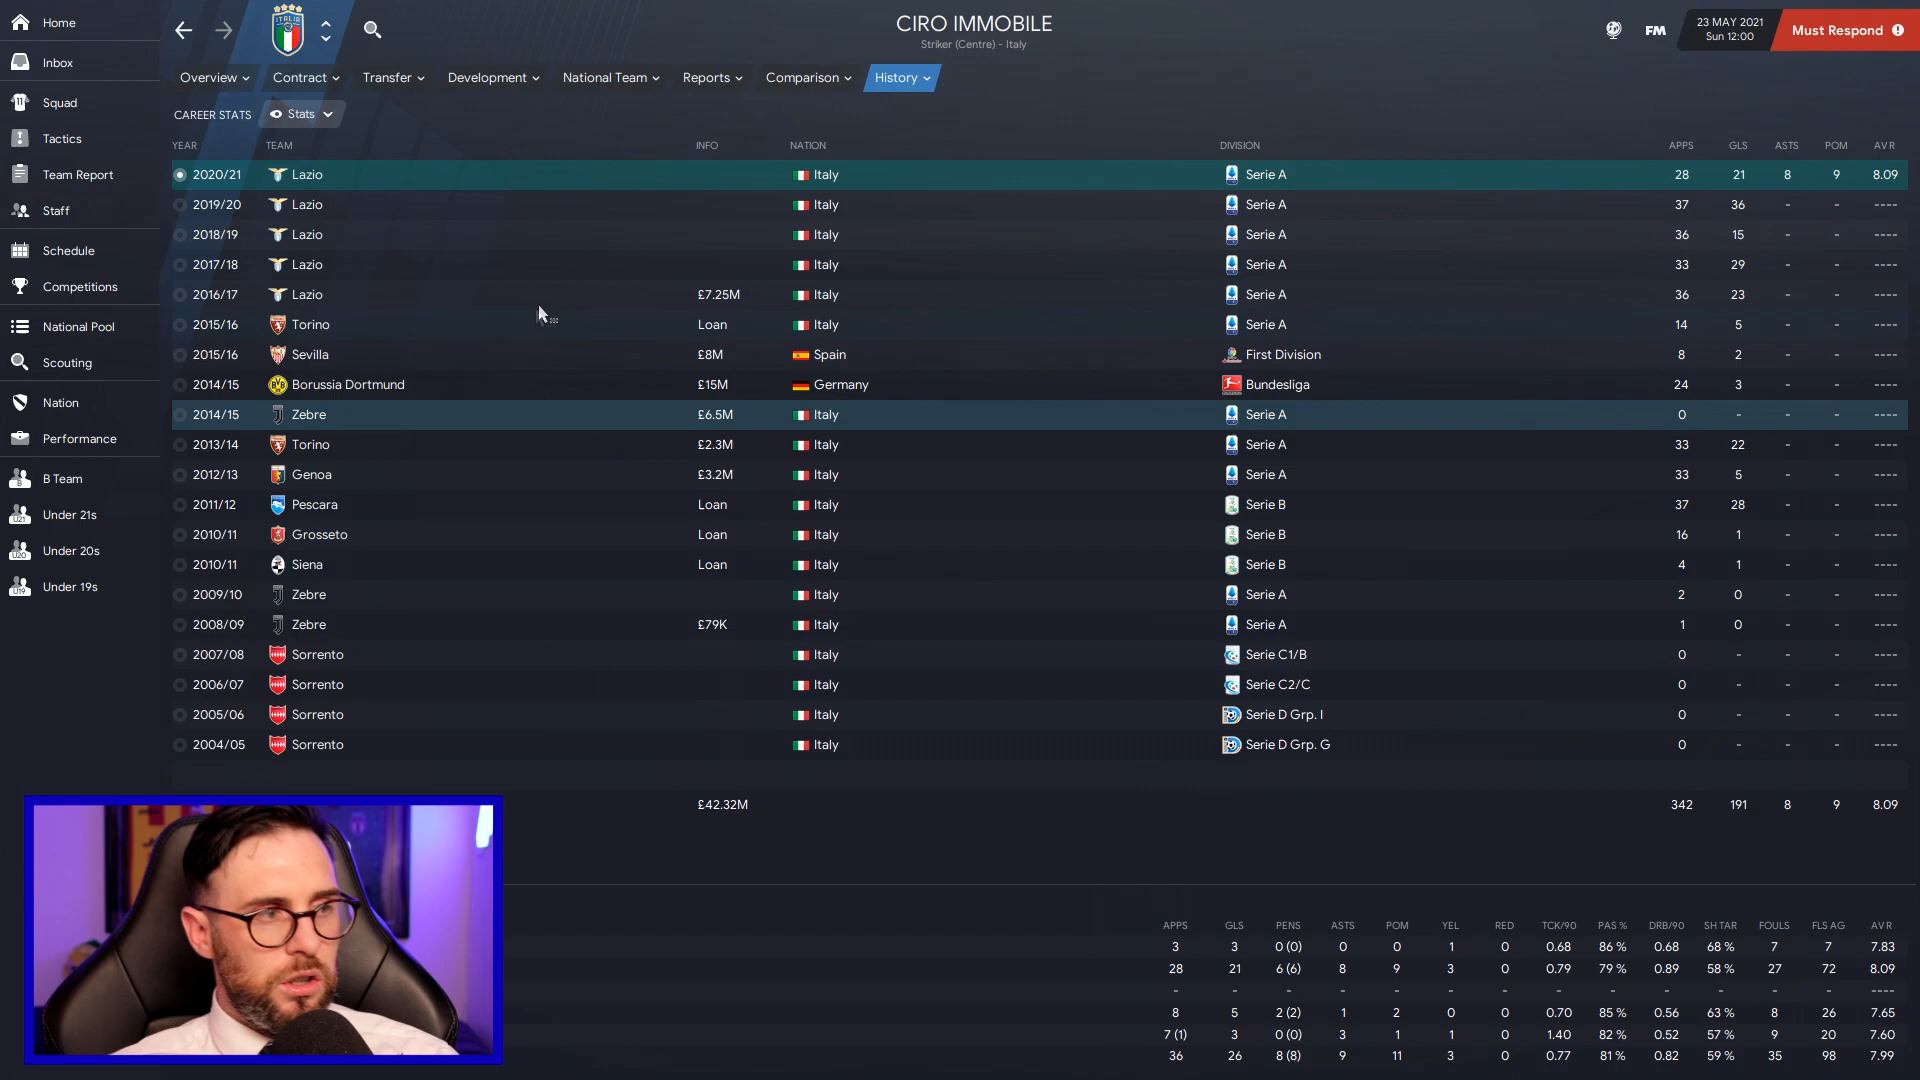 Home
Inbox
Squad
Tactics
Team Report
Staff
Schedule
Competitions
National Pool
Scouting
Nation
Performance
B Team
Under 21s
Under 20s
Under 19s
CIRO IMMOBILE
Striker (Centre) - Italy
FM
23 MAY 2021
Sun 12:00
Must Respond
Overview Contract Transfer Development National Team Reports Comparison History
CAREER STATS Stats
YEAR TEAM INFO NATION DIVISION APPS GLS ASTS POM AV R
2020/21 Lazio Italy Serie A 28 21 8 9 8.09
2019/20 Lazio Italy Serie A 37 36 - - ----
2018/19 Lazio Italy Serie A 36 15 - - ----
2017/18 Lazio Italy Serie A 33 29 - - ----
2016/17 Lazio £7.25M Italy Serie A 36 23 - - ----
2015/16 Torino Loan Italy Serie A 14 5 - - ----
2015/16 Sevilla £8M Spain First Division 8 2 - - ----
2014/15 Borussia Dortmund £15M Germany Bundesliga 24 3 - - ----
2014/15 Zebre £6.5M Italy Serie A 0 - - - ----
2013/14 Torino £2.3M Italy Serie A 33 22 - - ----
2012/13 Genoa £3.2M Italy Serie A 33 5 - - ----
2011/12 Pescara Loan Italy Serie B 37 28 - - ----
2010/11 Grosseto Loan Italy Serie B 16 1 - - ----
2010/11 Siena Loan Italy Serie B 4 1 - - ----
2009/10 Zebre Italy Serie A 2 0 - - ----
2008/09 Zebre £79K Italy Serie A 1 0 - - ----
2007/08 Sorrento Italy Serie C1/B 0 - - - ----
2006/07 Sorrento Italy Serie C2/C 0 - - - ----
2005/06 Sorrento Italy Serie D Grp. I 0 - - - ----
2004/05 Sorrento Italy Serie D Grp. G 0 - - - ----
£42.32M 342 191 8 9 8.09
APPS GLS PENS ASTS POM YEL RED TCK/90 PAS % DRB/90 SH TAR FOULS FLS AG AV R
3 3 0 (0) 0 0 1 0 0.68 86 % 0.68 68 % 7 7 7.83
28 21 6 (6) 8 9 3 0 0.79 79 % 0.89 58 % 27 72 8.09
- - - - - - - - - - - - - ----
8 5 2 (2) 1 2 0 0 0.70 85 % 0.56 63 % 8 26 7.65
7 (1) 3 0 (0) 3 1 1 0 1.40 82 % 0.52 57 % 9 20 7.60
36 26 8 (8) 9 11 3 0 0.77 81 % 0.82 59 % 35 98 7.99